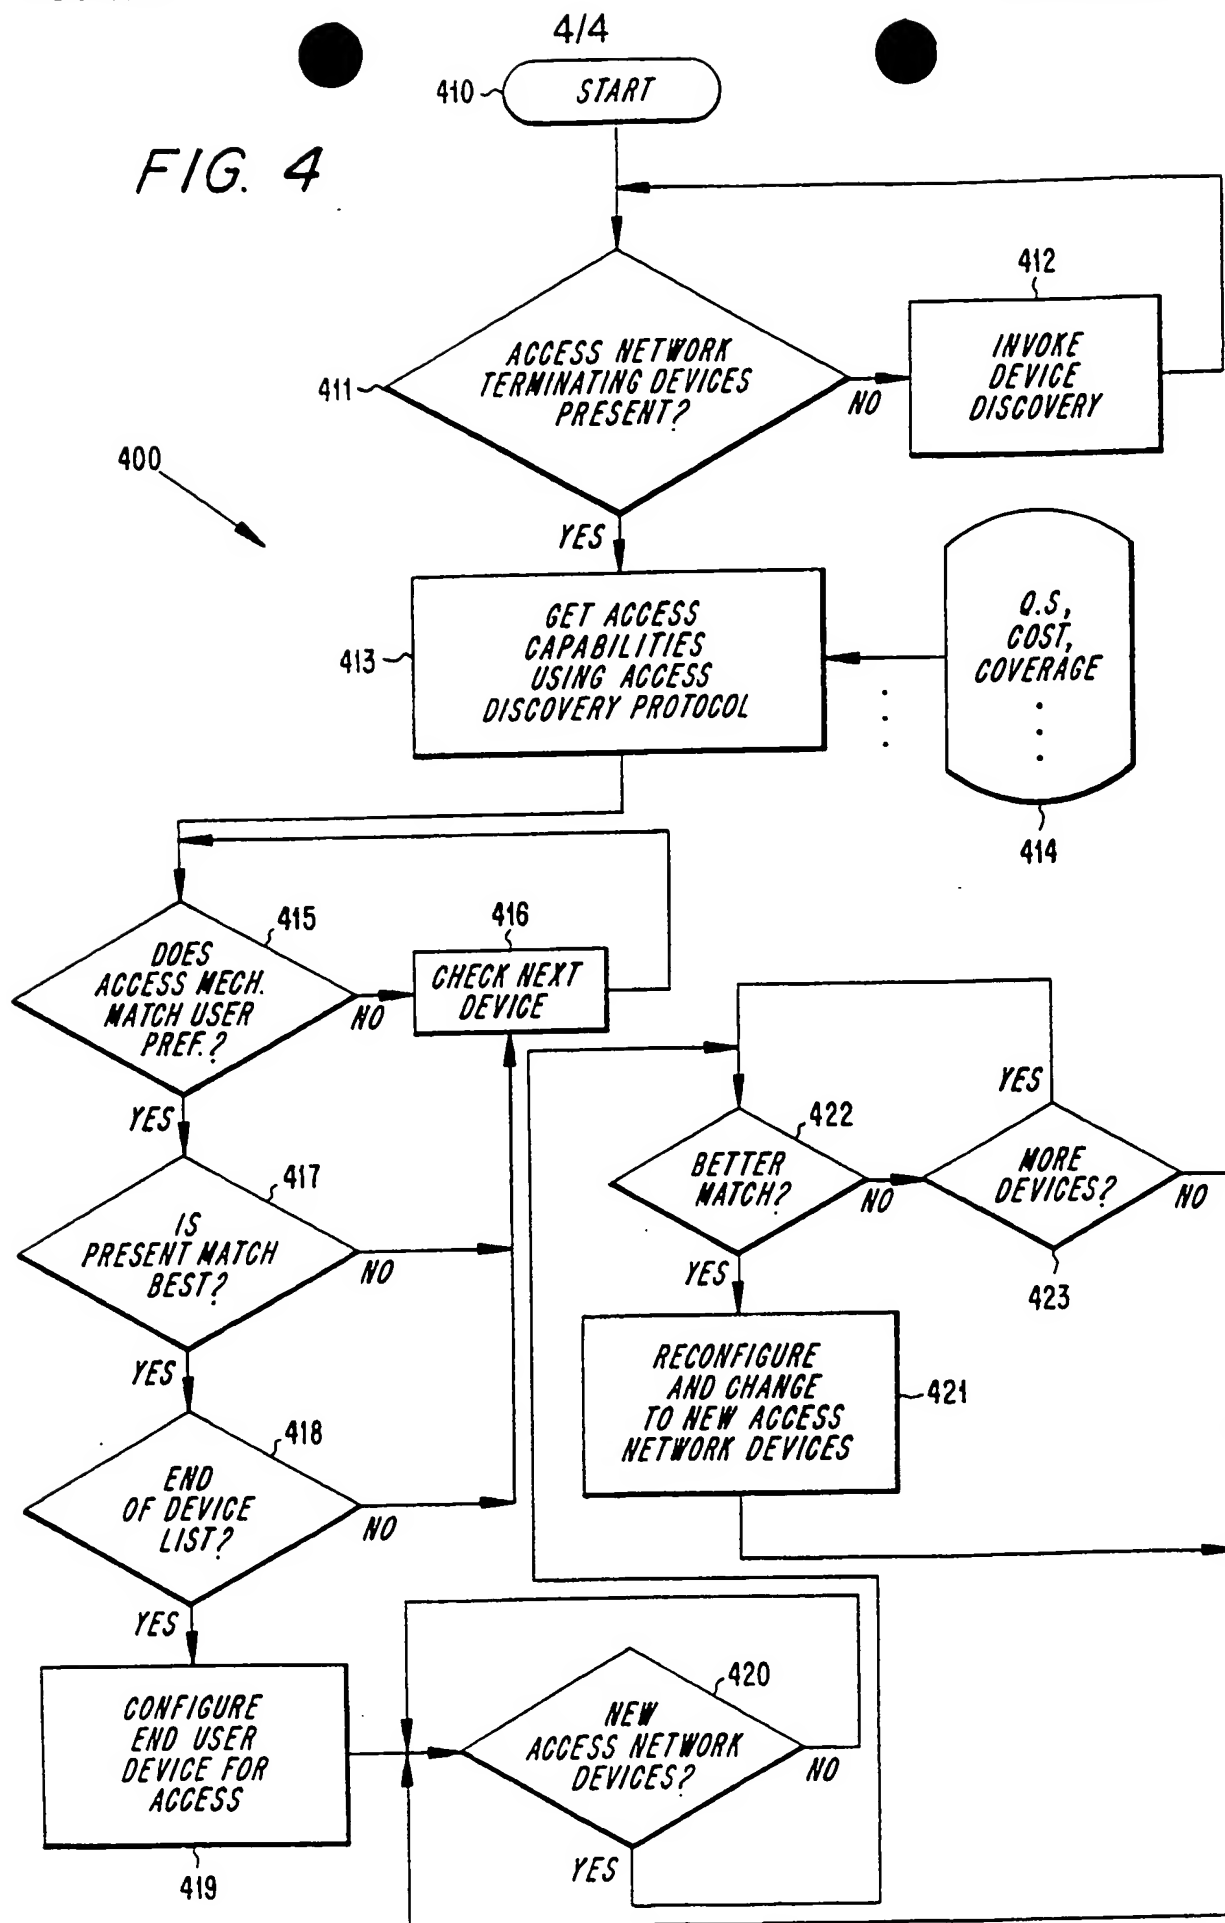 4/4
410
START
FIG. 4
412
ACCESS NETWORK
TERMINATING DEVICES
PRESENT?
411
NO
INVOKE
DEVICE
DISCOVERY
400
YES
GET ACCESS
CAPABILITIES
USING ACCESS
DISCOVERY PROTOCOL
413
Q.S,
COST,
COVERAGE
414
415
DOES
ACCESS MECH.
MATCH USER
PREF.?
NO
416
CHECK NEXT
DEVICE
YES
417
IS
PRESENT MATCH
BEST?
NO
YES
418
END
OF DEVICE
LIST?
NO
YES
CONFIGURE
END USER
DEVICE FOR
ACCESS
419
420
NEW
ACCESS NETWORK
DEVICES?
NO
YES
422
BETTER
MATCH?
NO
YES
MORE
DEVICES?
NO
423
YES
RECONFIGURE
AND CHANGE
TO NEW ACCESS
NETWORK DEVICES
421